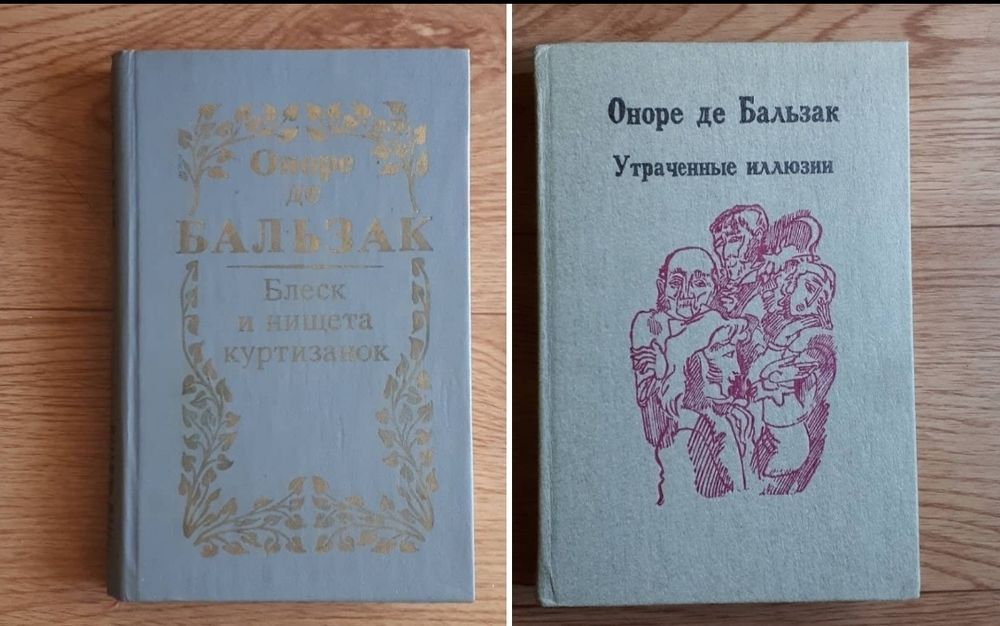 Оноре
де
БАЛЬЗАК
Блеск
и нищета
куртизанок
Оноре де Бальзак
Утраченные иллюзии